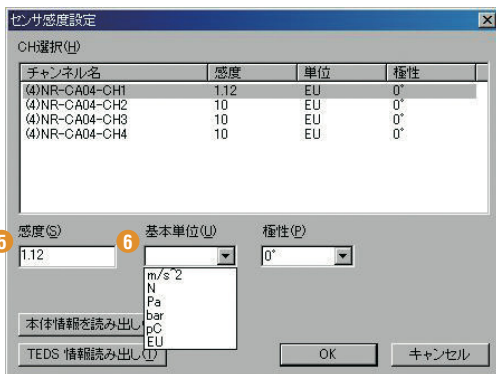 センサ感度設定
CH選択(H)
チャンネル名 感度 単位 極性
(4)NR-CA04-CH1 1.12 EU 0°
(4)NR-CA04-CH2 10 EU 0°
(4)NR-CA04-CH3 10 EU 0°
(4)NR-CA04-CH4 10 EU 0°
感度(S) 基本単位(U) 極性(P)
5 1.12 6 0°
m/s^2
N
Pa
bar
pC
EU
本体情報を読み出し
TEDS 情報読み出し(T) OK キャンセル